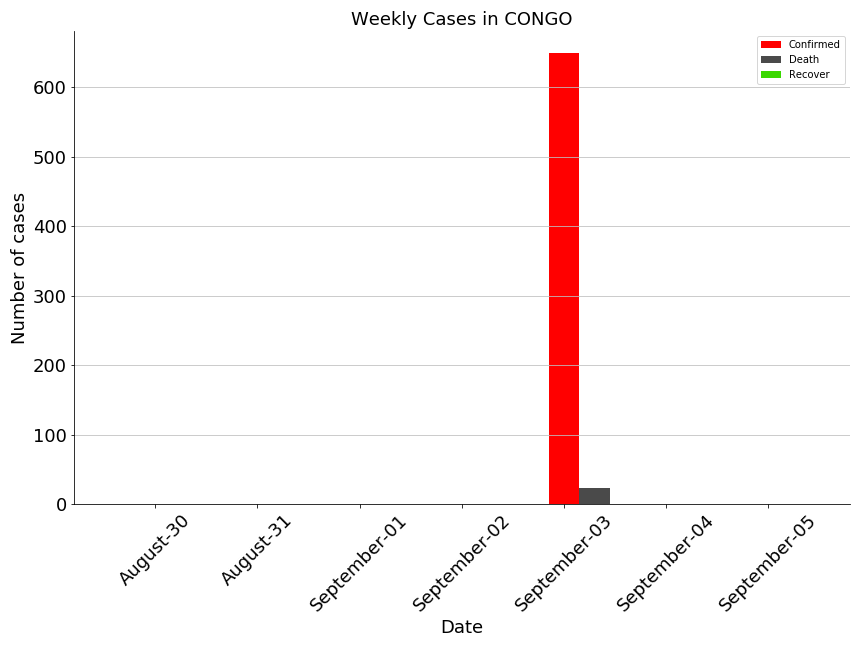 Weekly Cases in CONGO
Confirmed
Death
Recover
Number of cases
600
500
400
300
200
100
0
August-30
August-31
September-01
September-02
September-03
September-04
September-05
Date